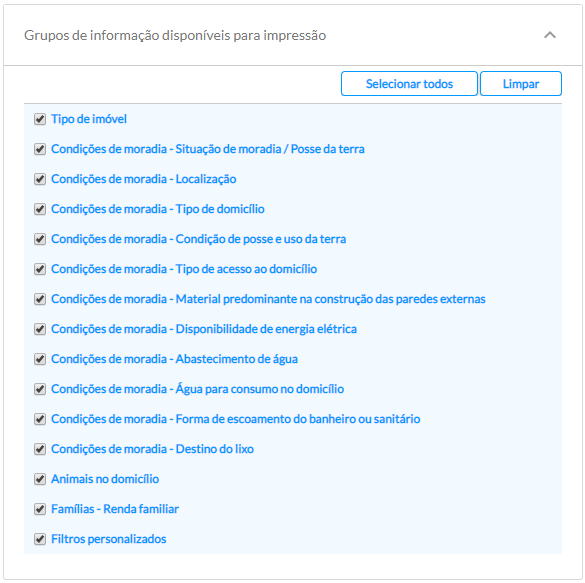 Grupos de informação disponíveis para impressão
Selecionar todos
Limpar
Tipo de imóvel
Condições de moradia - Situação de moradia / Posse da terra
Condições de moradia - Localização
Condições de moradia - Tipo de domicílio
Condições de moradia - Condição de posse e uso da terra
Condições de moradia - Tipo de acesso ao domicílio
Condições de moradia - Material predominante na construção das paredes externas
Condições de moradia - Disponibilidade de energia elétrica
Condições de moradia - Abastecimento de água
Condições de moradia - Água para consumo no domicílio
Condições de moradia - Forma de escoamento do banheiro ou sanitário
Condições de moradia - Destino do lixo
Animais no domicílio
Famílias - Renda familiar
Filtros personalizados